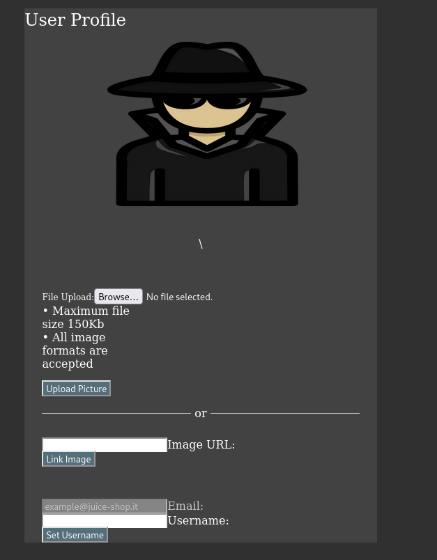 User Profile
\
File Upload: Browse... No file selected.
• Maximum file
size 150Kb
• All image
formats are
accepted
Upload Picture
or
Image URL:
Link Image
example@juice-shop.it Email:
Username:
Set Username